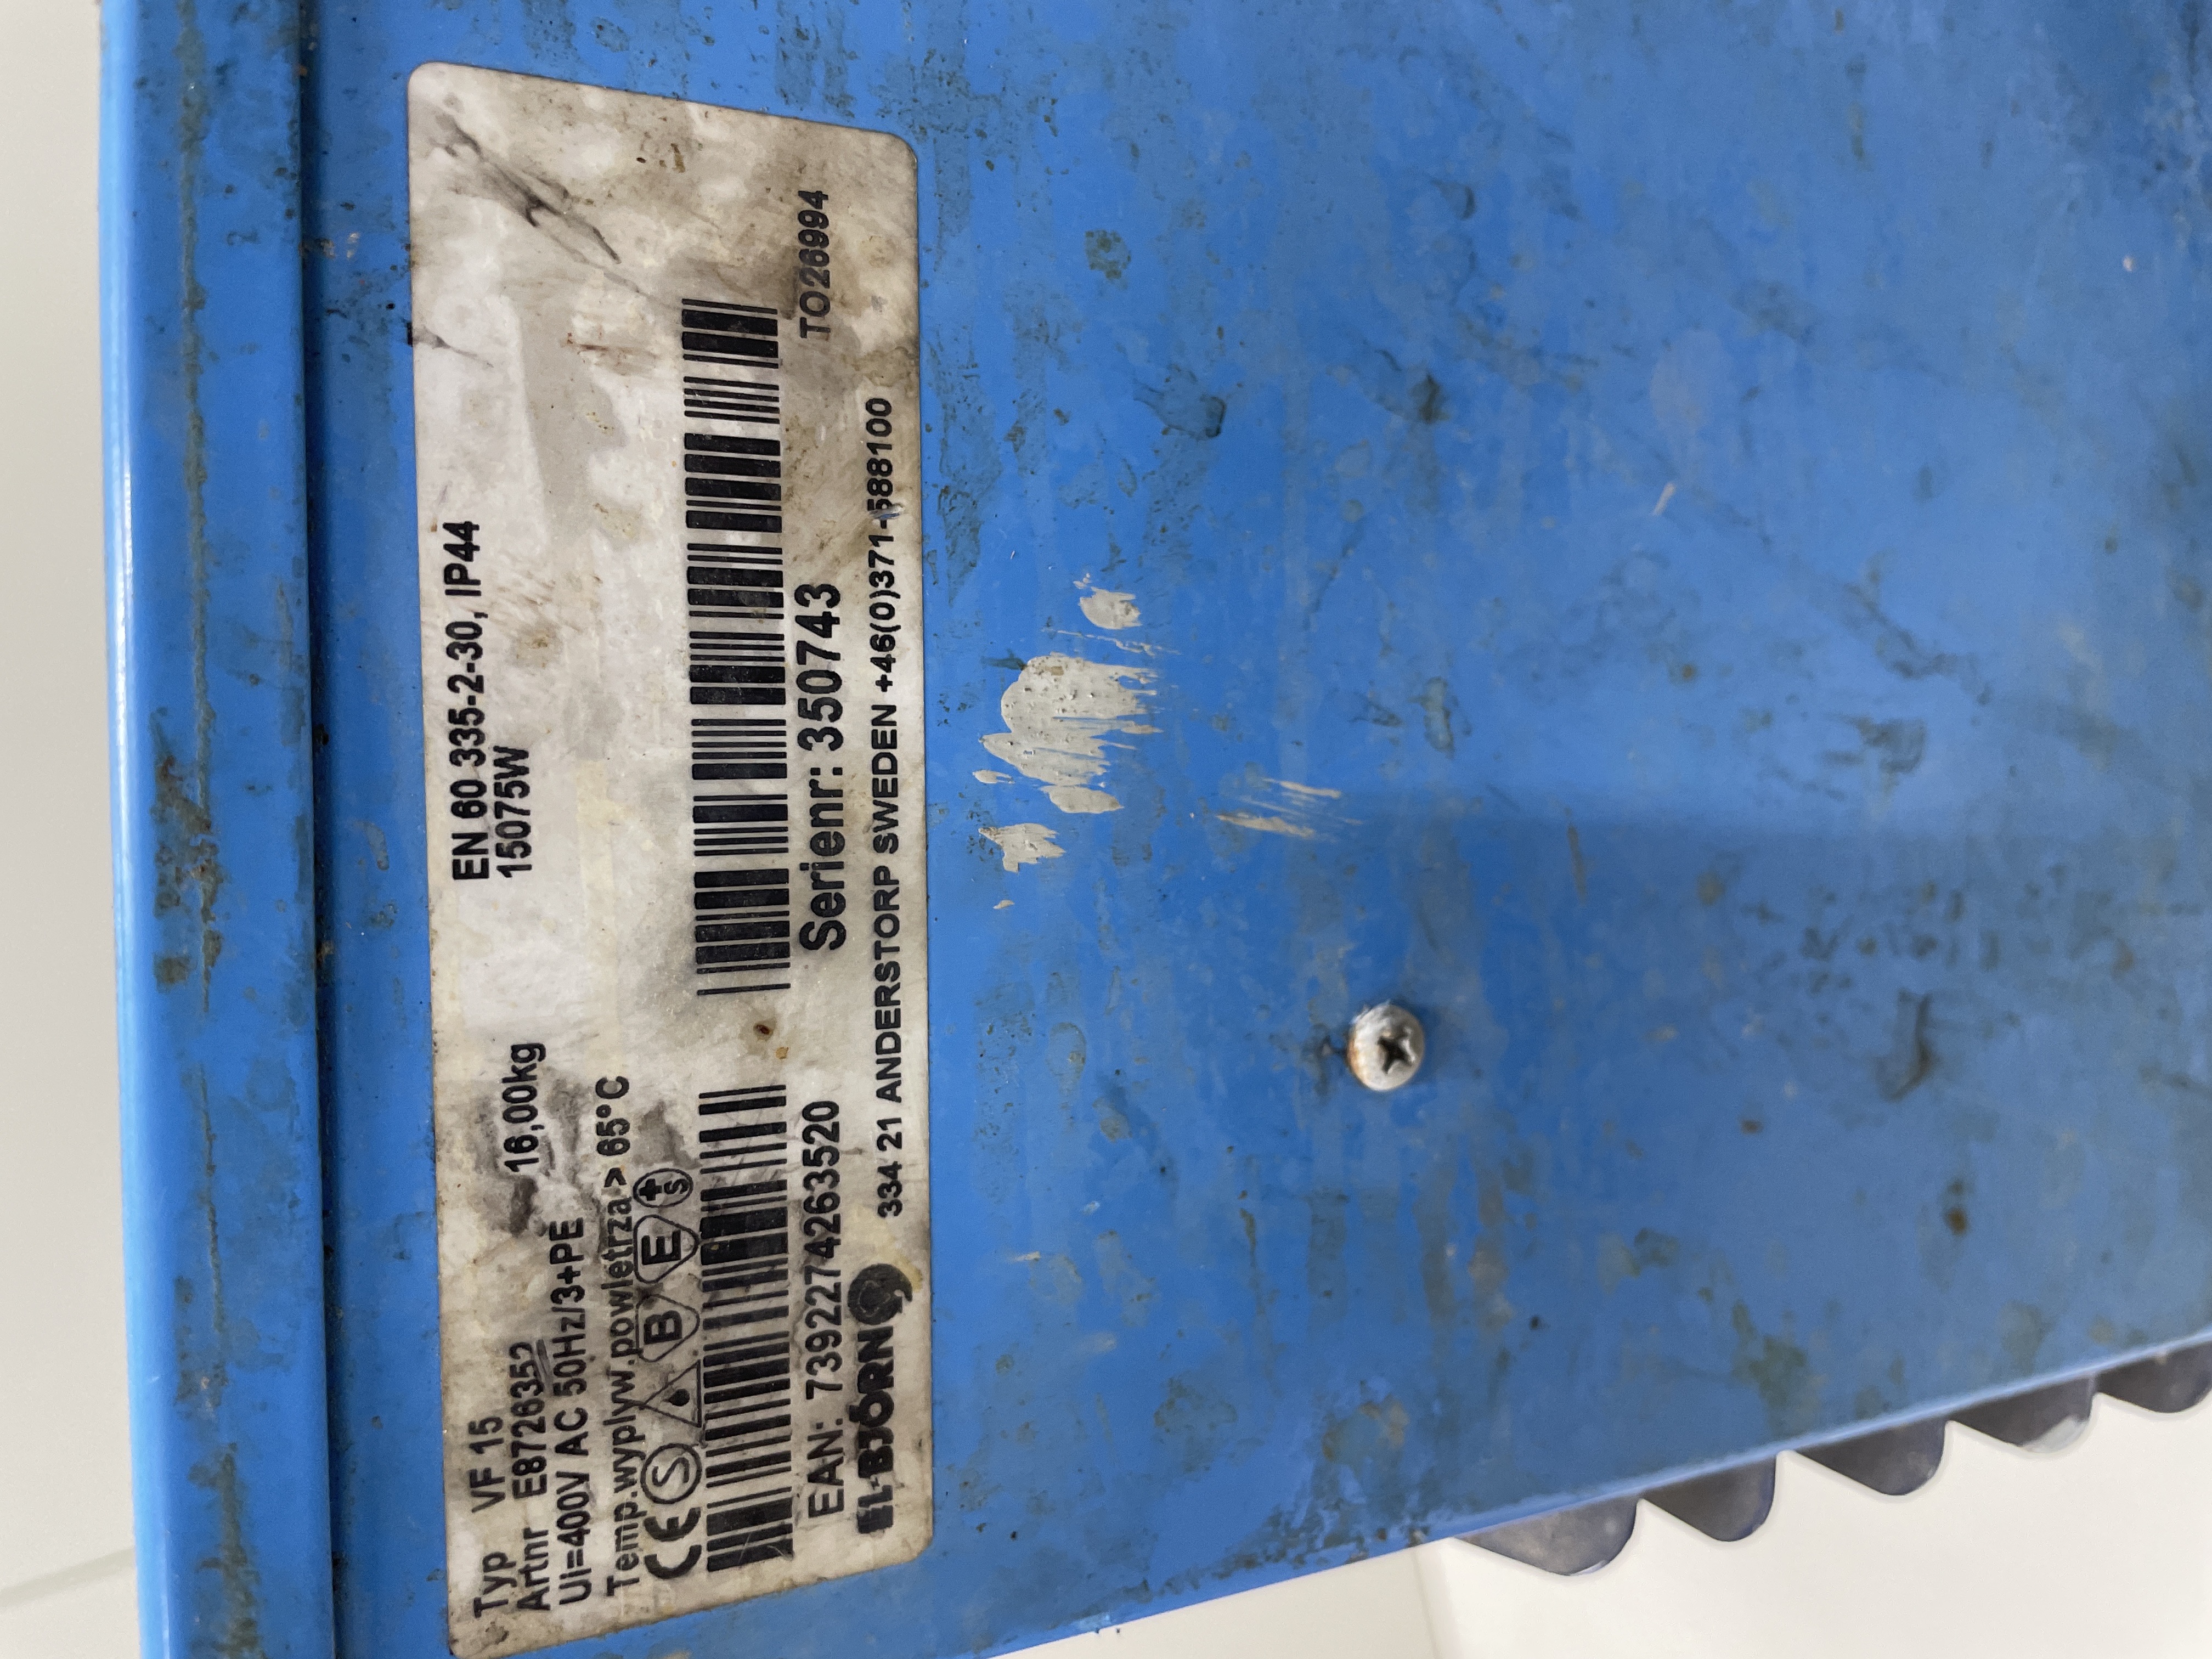 Typ VF 15
Artnr E8726352 16,00kg
EN 60 335-2-30, IP44
15075W
Ui=400V AC 50Hz/3+PE
Temp.wyplyw.powietrza > 65°C
CE S B E +S
EAN: 7392274263520
Serienr: 350743
TO26994
EL-BJÖRN
334 21 ANDERSTORP SWEDEN +46(0)371-588100